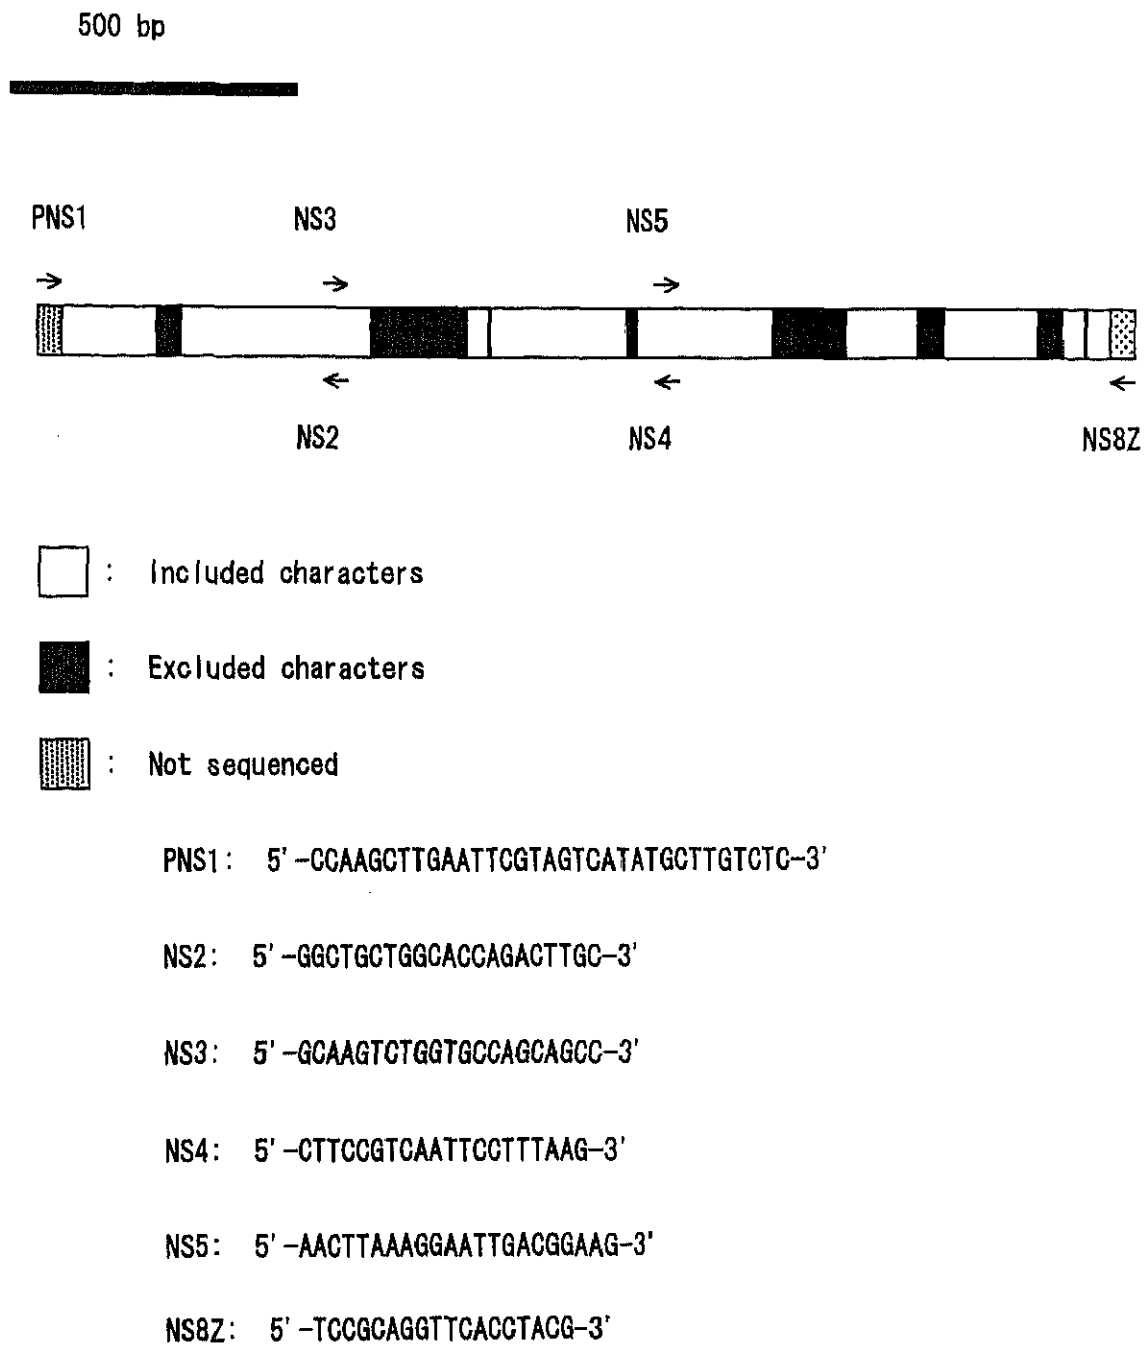 500 bp
PNS1 NS3 NS5
NS2 NS4 NS8Z
: Included characters
: Excluded characters
: Not sequenced
PNS1: 5'-CCAAGCTTGAATTCGTAGTCATATGCTTGTCTC-3'
NS2: 5'-GGCTGCTGGCACCAGACTTGC-3'
NS3: 5'-GCAAGTCTGGTGCCAGCAGCC-3'
NS4: 5'-CTTCCGTCAATTCCTTTAAG-3'
NS5: 5'-AACTTAAAGGAATTGACGGAAG-3'
NS8Z: 5'-TCCGCAGGTTCACCTACG-3'